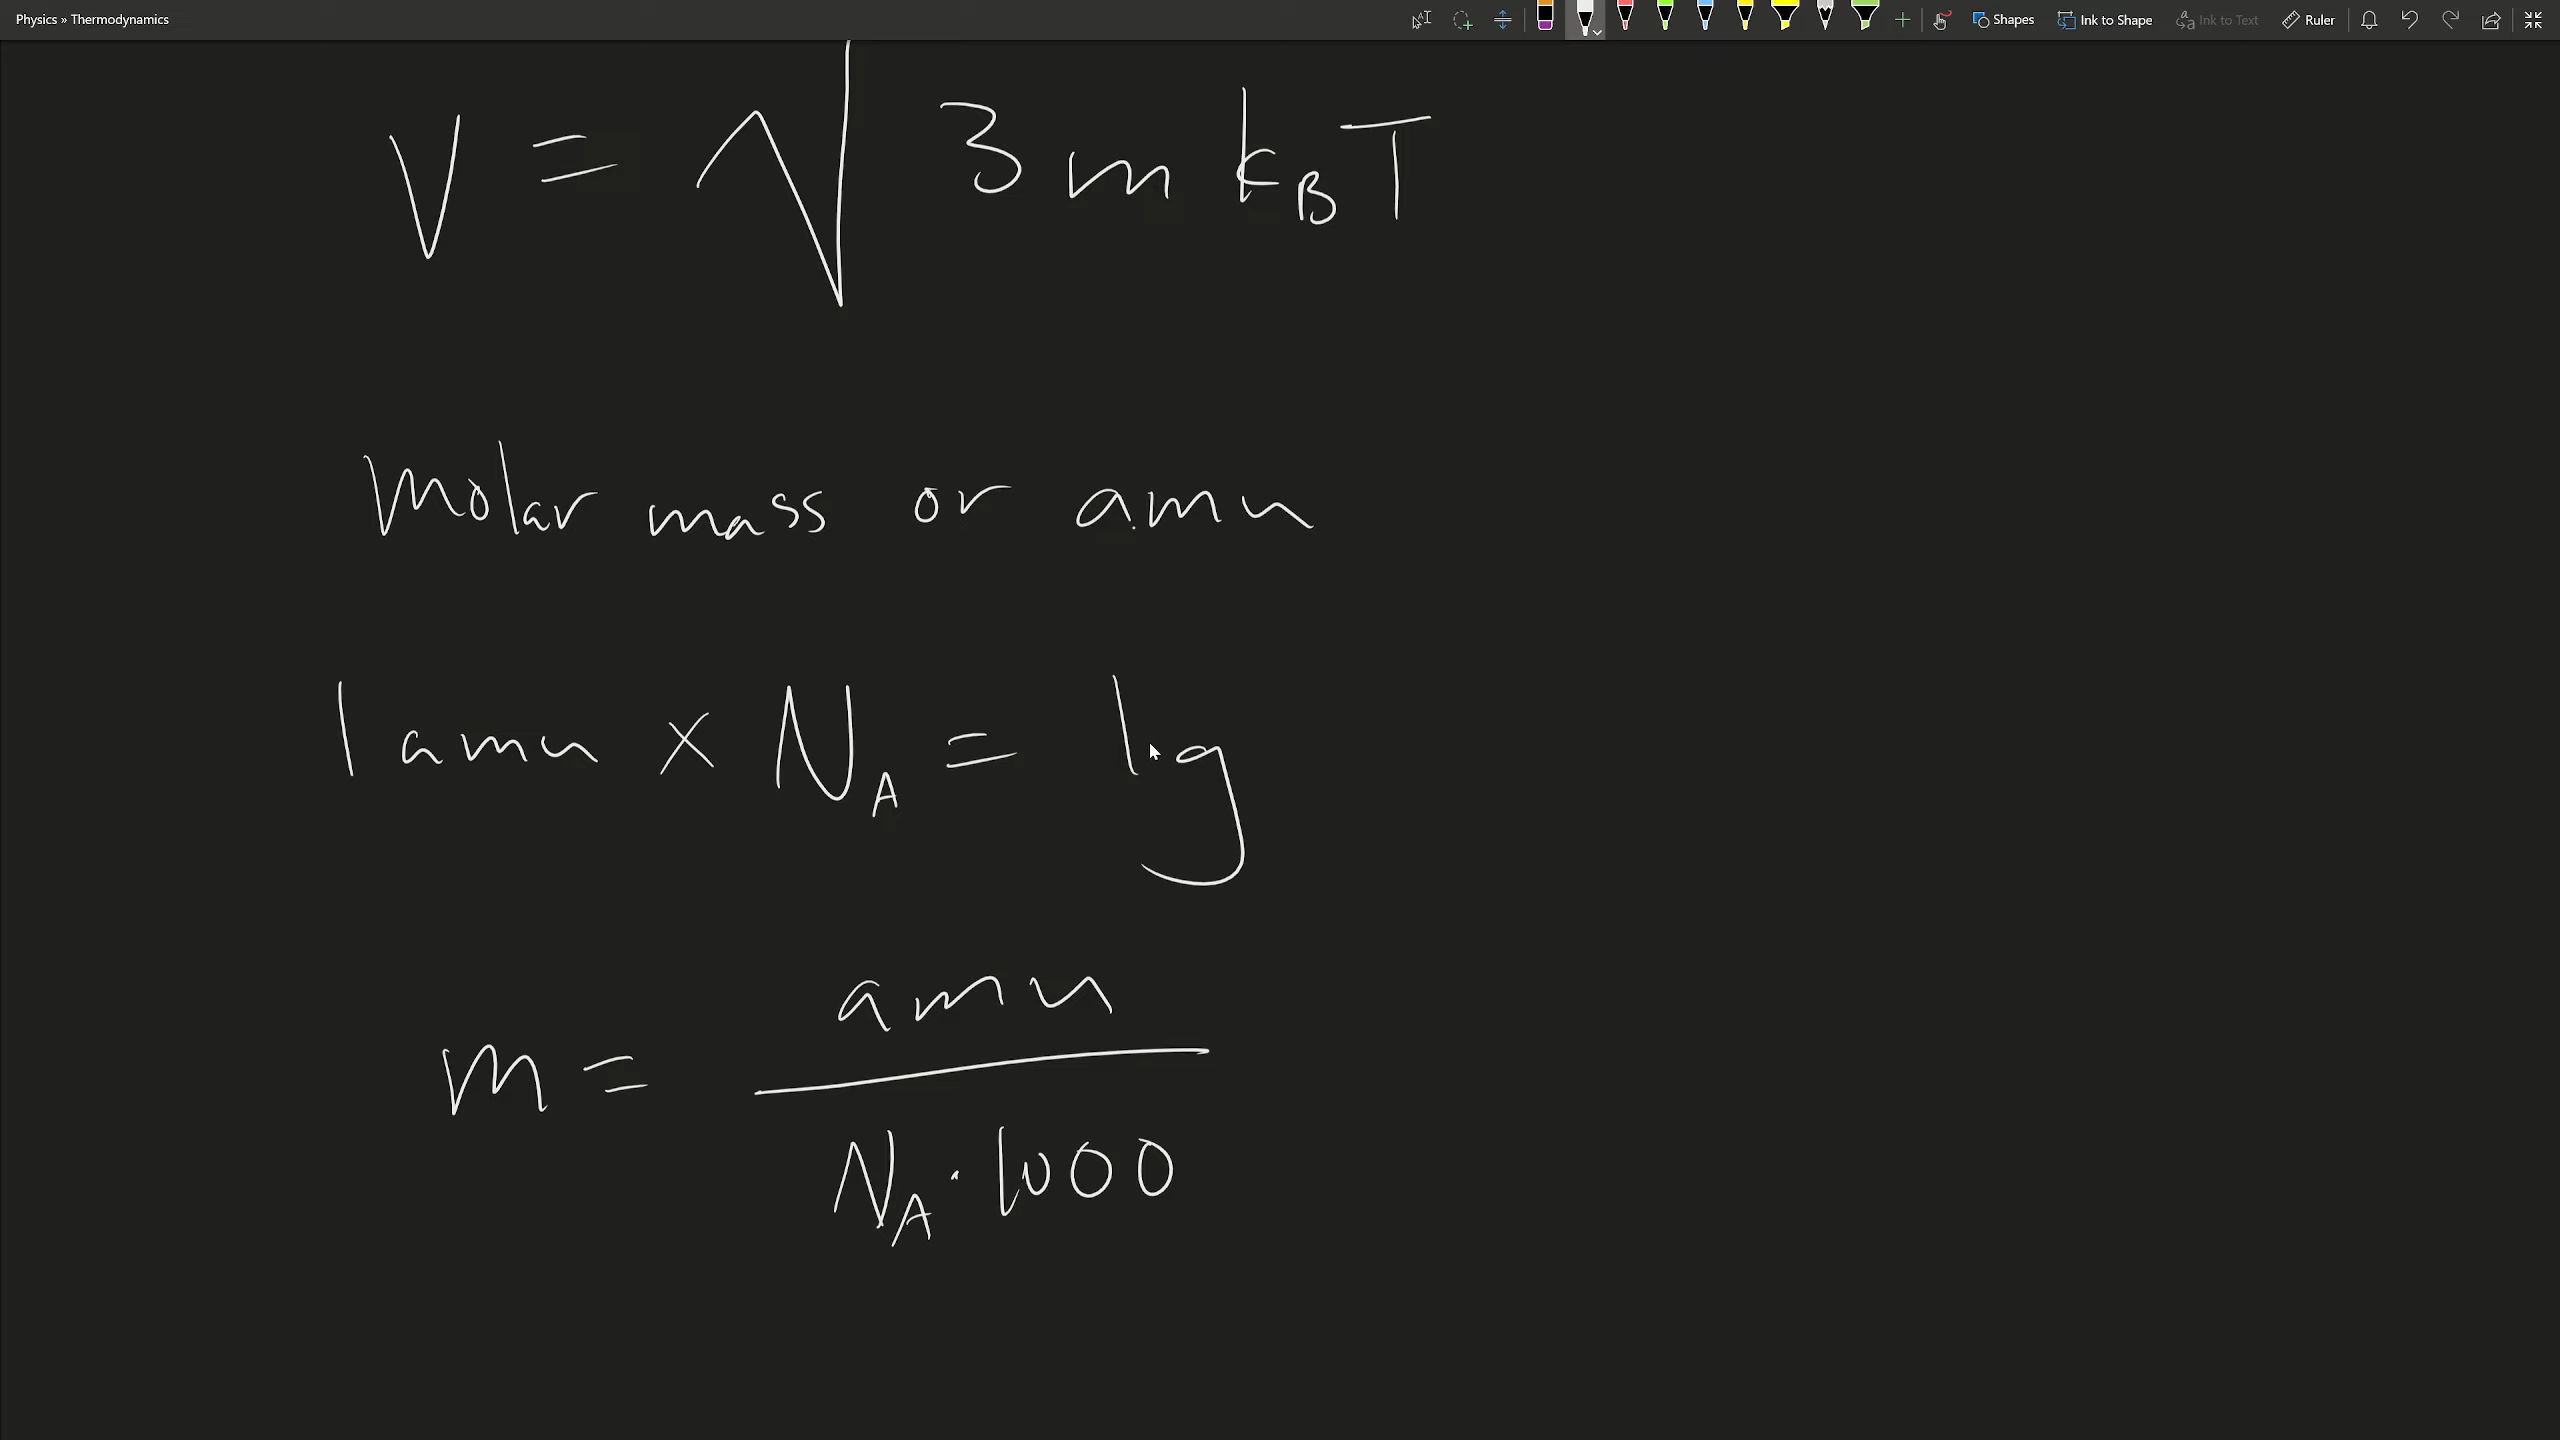 Physics » Thermodynamics
Shapes Ink to Shape Ink to Text Ruler
V = √ 3 m k_B T
Molar mass or amu
1 amu × N_A = 1g
m = amu / N_A · 1000